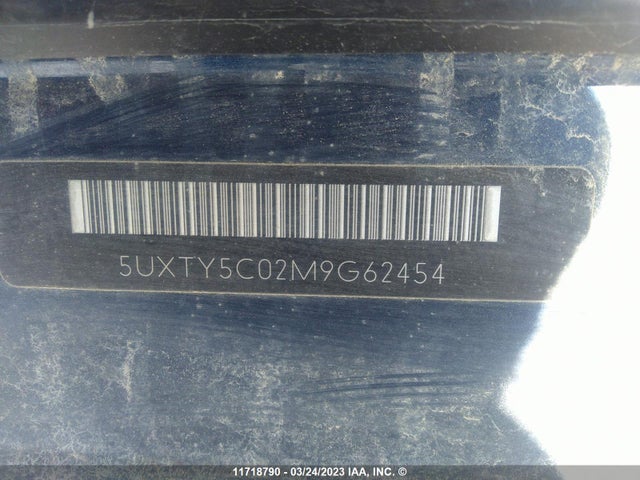 5UXTY5C02M9G62454
11718790 - 03/24/2023 IAA, INC. ©